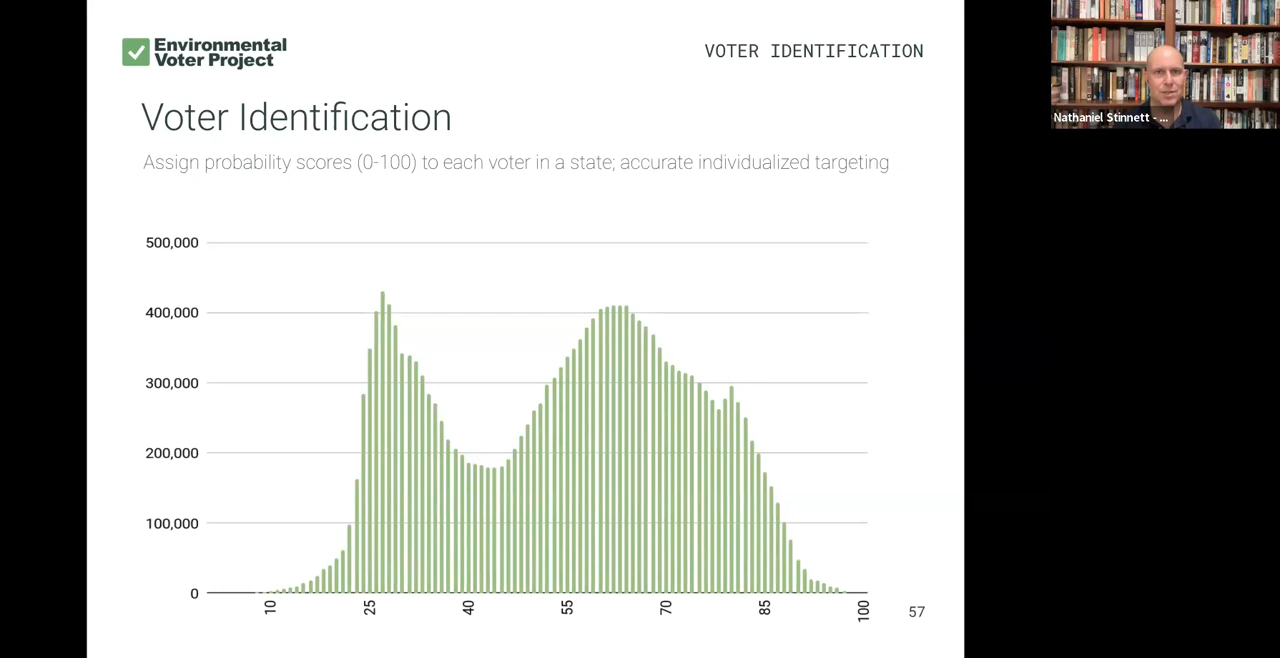 Environmental
Voter Project
VOTER IDENTIFICATION
Voter Identification
Assign probability scores (0-100) to each voter in a state; accurate individualized targeting
500,000
400,000
300,000
200,000
100,000
0
10
25
40
55
70
85
100
57
Nathaniel Stinnett - ...